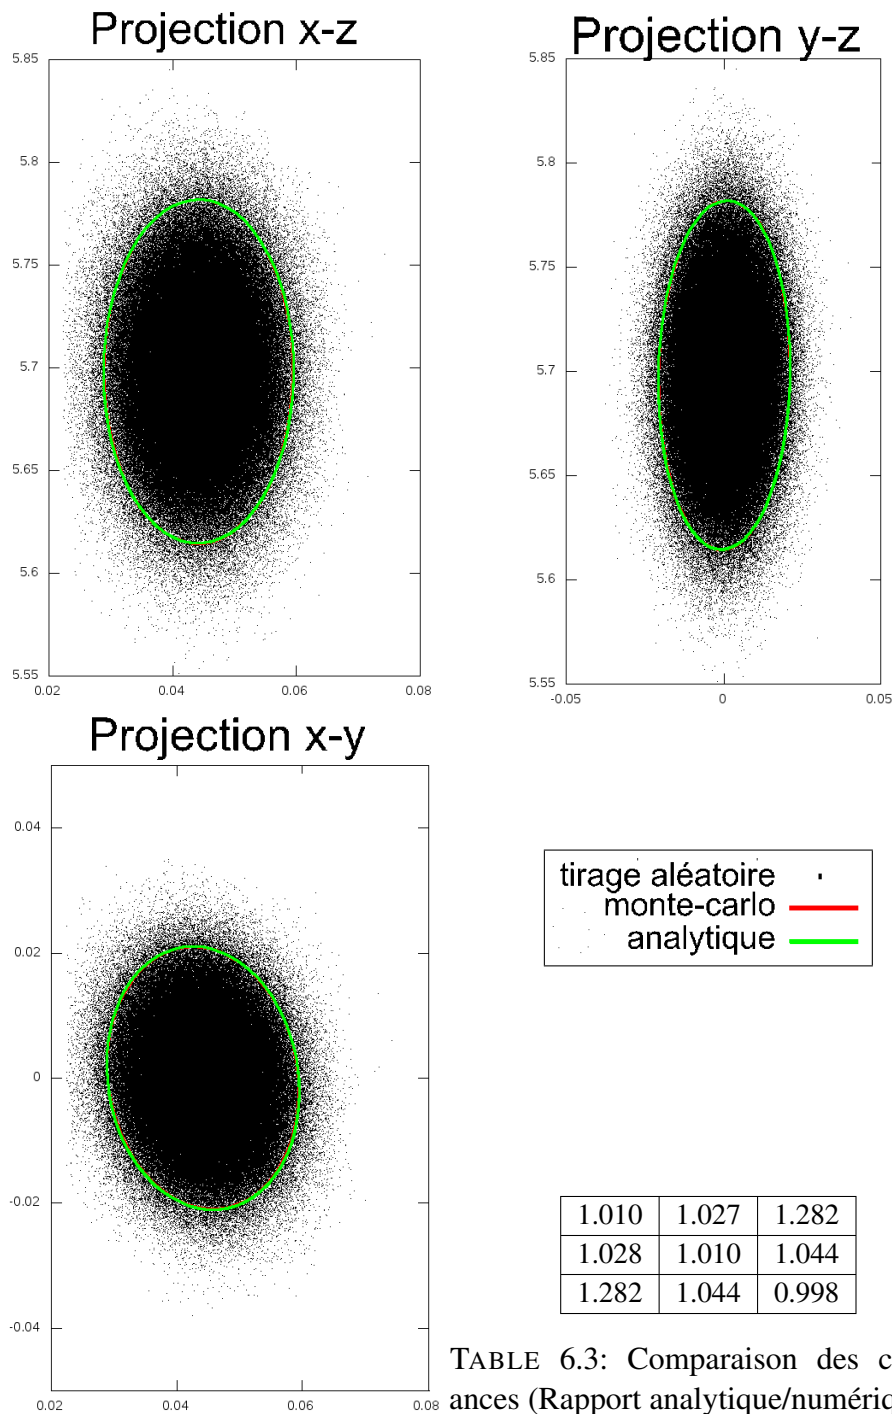 Projection x-z
5.85
5.8
5.75
5.7
5.65
5.6
5.55
0.02 0.04 0.06 0.08
Projection y-z
5.85
5.8
5.75
5.7
5.65
5.6
5.55
-0.05 0 0.05
Projection x-y
0.04
0.02
0
-0.02
-0.04
0.02 0.04 0.06 0.08
tirage aléatoire
monte-carlo
analytique
1.010 1.027 1.282
1.028 1.010 1.044
1.282 1.044 0.998
TABLE 6.3: Comparaison des
ances (Rapport